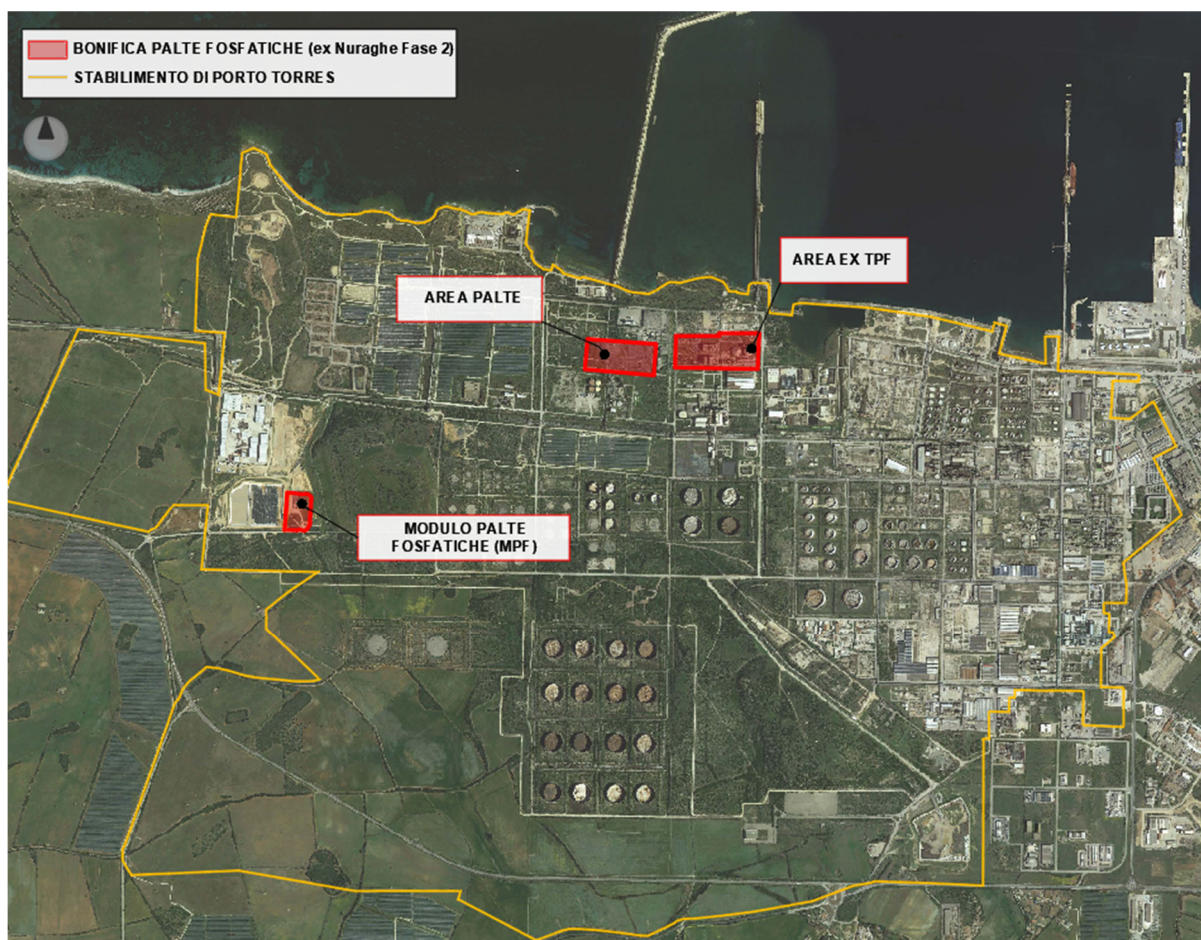 BONIFICA PALTE FOSFATICHE (ex Nuraghe Fase 2)
STABILIMENTO DI PORTO TORRES
AREA EX TPF
AREA PALTE
MODULO PALTE
FOSFATICHE (MPF)